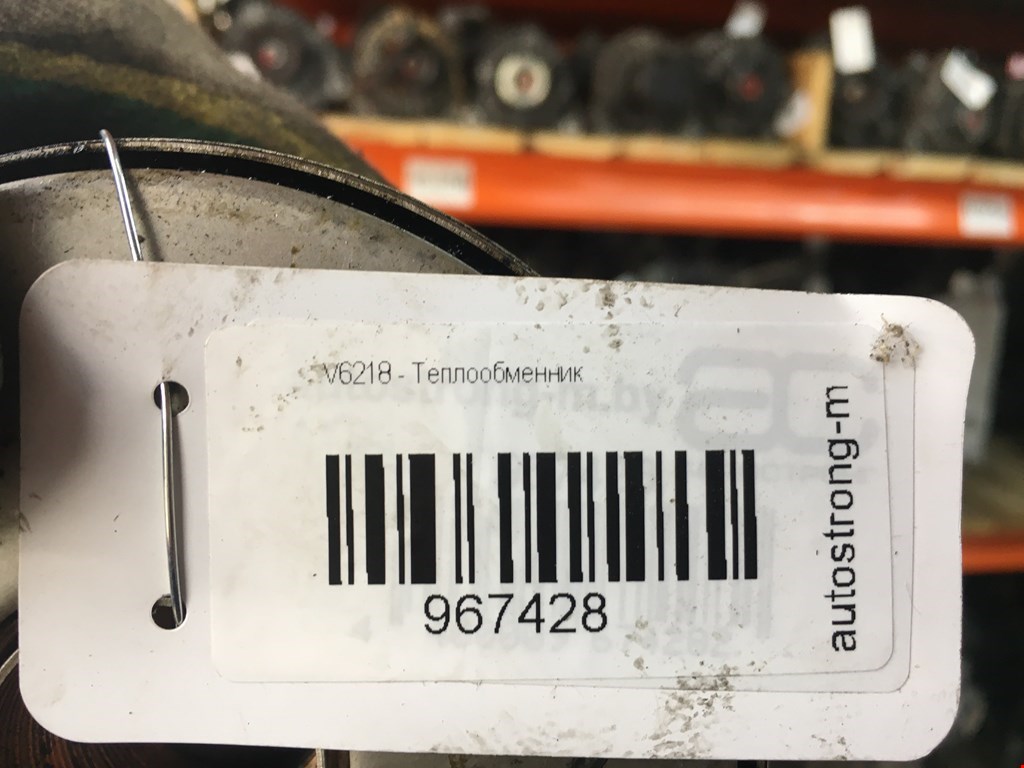 V6218 - Теплообменник
967428
autostrong-m